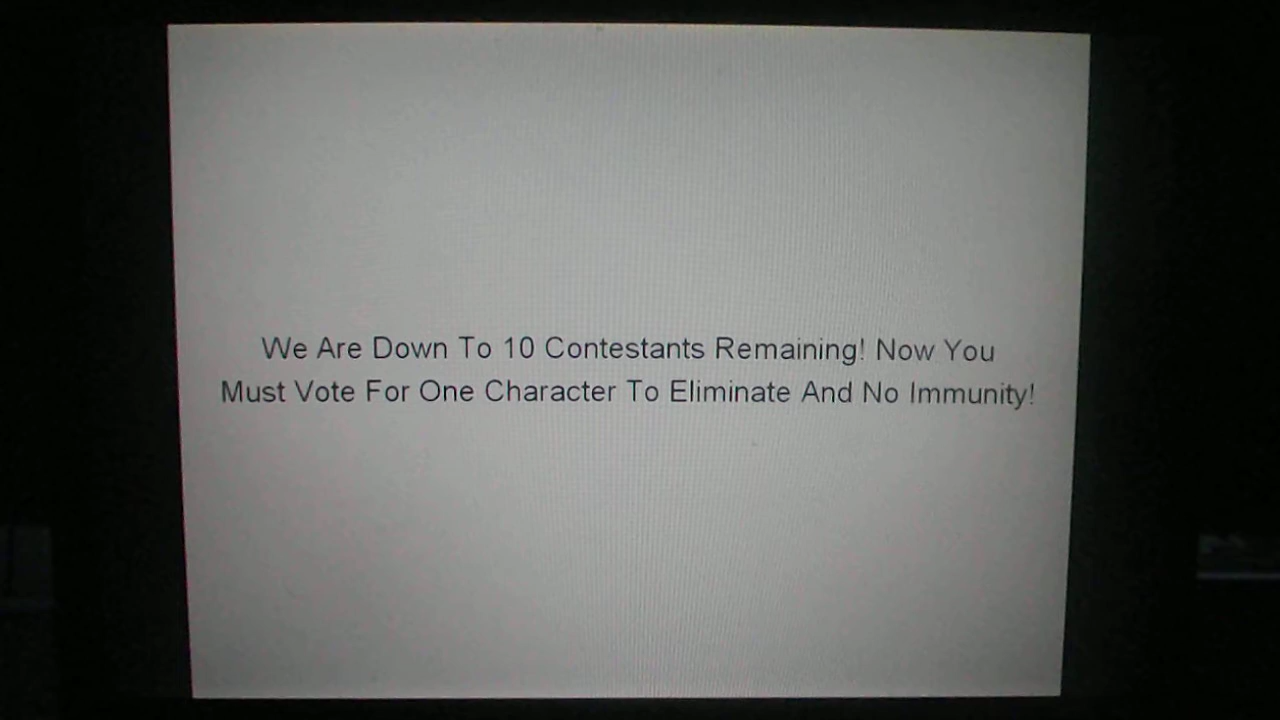 We Are Down To 10 Contestants Remaining! Now You
Must Vote For One Character To Eliminate And No Immunity!